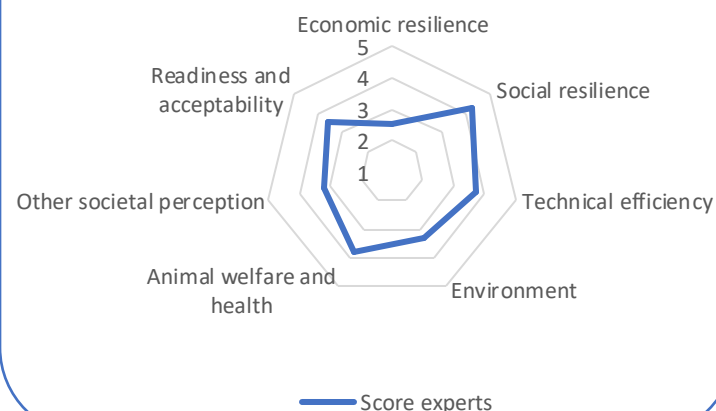 Economic resilience
5
4
3
2
1
Readiness and
acceptability
Social resilience
Other societal perception
Technical efficiency
Animal welfare and
health
Environment
Score experts